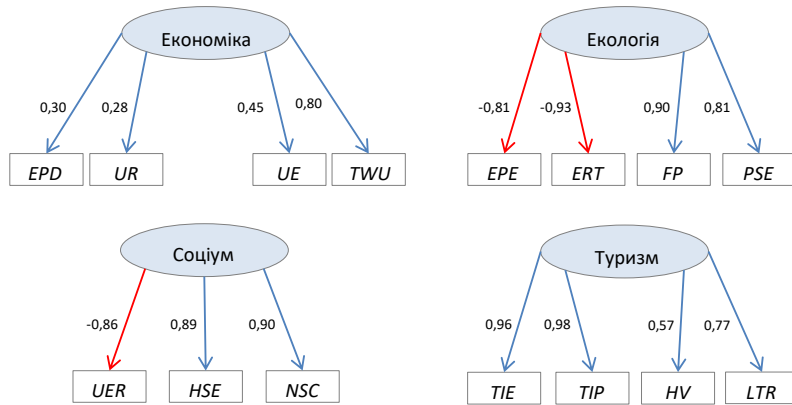 Економіка
Екологія
0,30
0,28
0,45
0,80
-0,81
-0,93
0,90
0,81
EPD
UR
UE
TWU
EPE
ERT
FP
PSE
Соціум
Туризм
-0,86
0,89
0,90
0,96
0,98
0,57
0,77
UER
HSE
NSC
TIE
TIP
HV
LTR